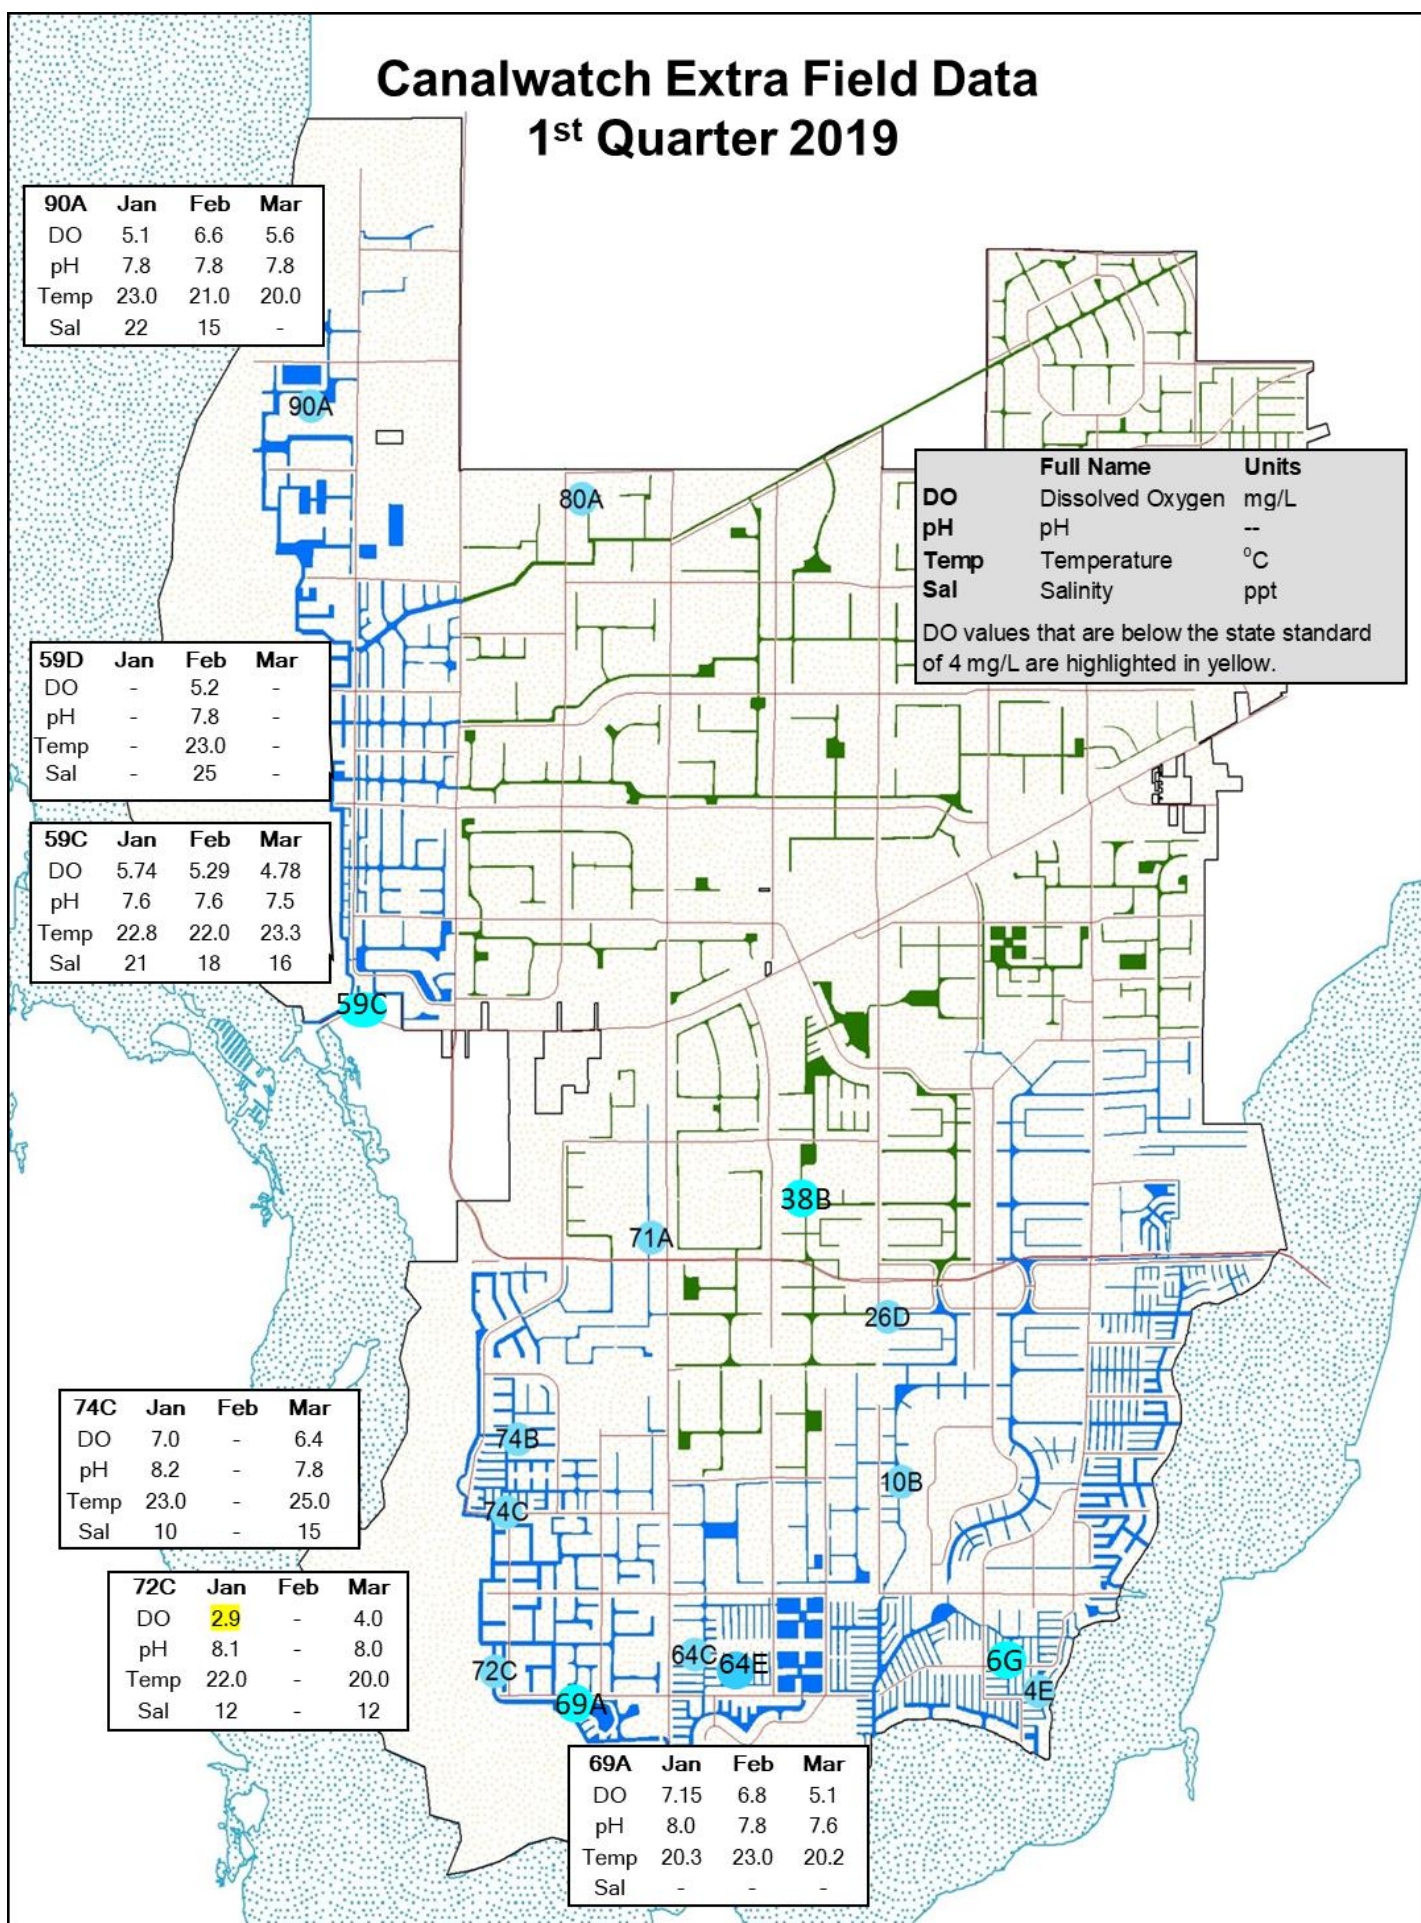 Canalwatch Extra Field Data
1st Quarter 2019
90A Jan Feb Mar
DO 5.1 6.6 5.6
pH 7.8 7.8 7.8
Temp 23.0 21.0 20.0
Sal 22 15 -
90A
80A
Full Name Units
DO Dissolved Oxygen mg/L
pH pH --
Temp Temperature °C
Sal Salinity ppt
DO values that are below the state standard
of 4 mg/L are highlighted in yellow.
59D Jan Feb Mar
DO - 5.2 -
pH - 7.8 -
Temp - 23.0 -
Sal - 25 -
59C Jan Feb Mar
DO 5.74 5.29 4.78
pH 7.6 7.6 7.5
Temp 22.8 22.0 23.3
Sal 21 18 16
59C
38B
71A
26D
74C Jan Feb Mar
DO 7.0 - 6.4
pH 8.2 - 7.8
Temp 23.0 - 25.0
Sal 10 - 15
74B
10B
74C
72C Jan Feb Mar
DO 2.9 - 4.0
pH 8.1 - 8.0
Temp 22.0 - 20.0
Sal 12 - 12
72C
64C
64E
6G
4E
69A
69A Jan Feb Mar
DO 7.15 6.8 5.1
pH 8.0 7.8 7.6
Temp 20.3 23.0 20.2
Sal - - -